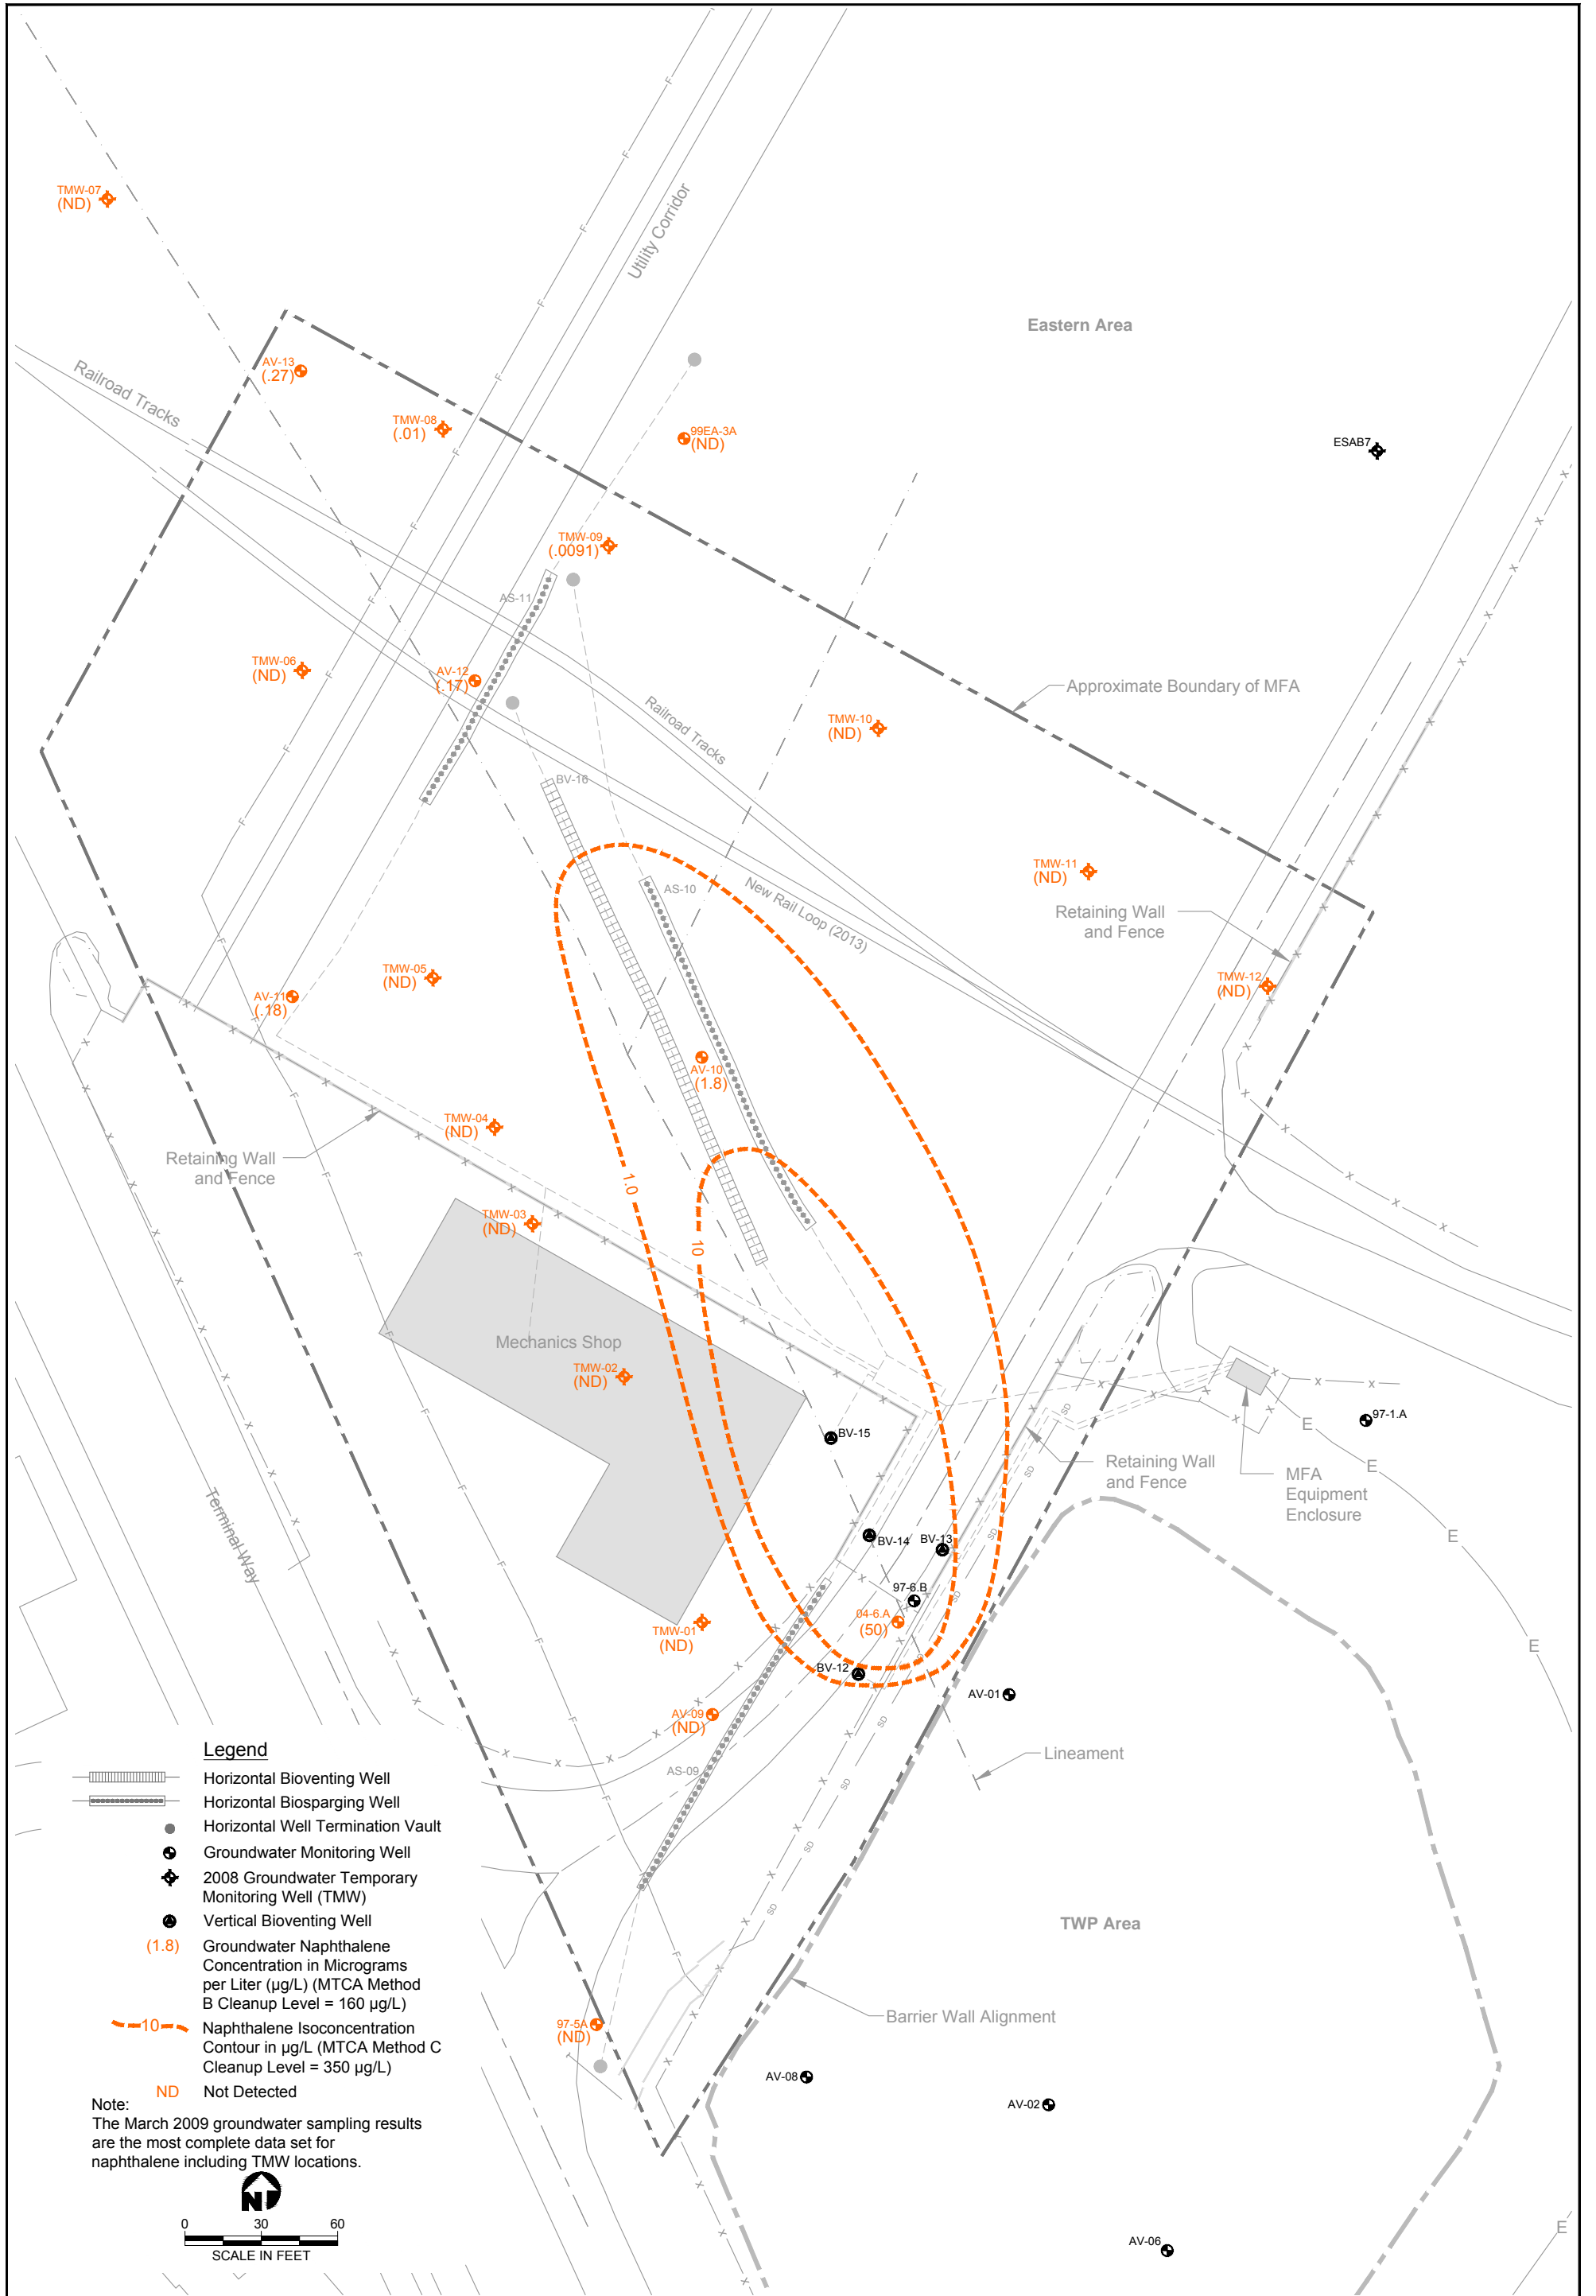 TMW-07
(ND)
Utility Corridor
Eastern Area
AV-13
(.27)
Railroad Tracks
TMW-08
(.01)
99EA-3A
(ND)
ESAB7
TMW-09
(.0091)
AS-11
TMW-06
(ND)
AV-12
(.17)
Approximate Boundary of MFA
Railroad Tracks
TMW-10
(ND)
BV-16
TMW-11
(ND)
AS-10
New Rail Loop (2013)
Retaining Wall
and Fence
TMW-05
(ND)
TMW-12
(ND)
AV-11
(.18)
AV-10
(1.8)
TMW-04
(ND)
Retaining Wall
and Fence
1.0
TMW-03
(ND)
10
Mechanics Shop
TMW-02
(ND)
97-1.A
BV-15
Retaining Wall
and Fence
MFA
Equipment
Enclosure
Terminal Way
BV-14
BV-13
97-6.B
04-6.A
(50)
TMW-01
(ND)
BV-12
AV-01
AV-09
(ND)
Lineament
AS-09
TWP Area
Barrier Wall Alignment
97-5A
(ND)
AV-08
AV-02
AV-06
Legend
Horizontal Bioventing Well
Horizontal Biosparging Well
Horizontal Well Termination Vault
Groundwater Monitoring Well
2008 Groundwater Temporary
Monitoring Well (TMW)
Vertical Bioventing Well
(1.8) Groundwater Naphthalene
Concentration in Micrograms
per Liter (µg/L) (MTCA Method
B Cleanup Level = 160 µg/L)
10 Naphthalene Isoconcentration
Contour in µg/L (MTCA Method C
Cleanup Level = 350 µg/L)
ND Not Detected
Note:
The March 2009 groundwater sampling results
are the most complete data set for
naphthalene including TMW locations.
N
0 30 60
SCALE IN FEET